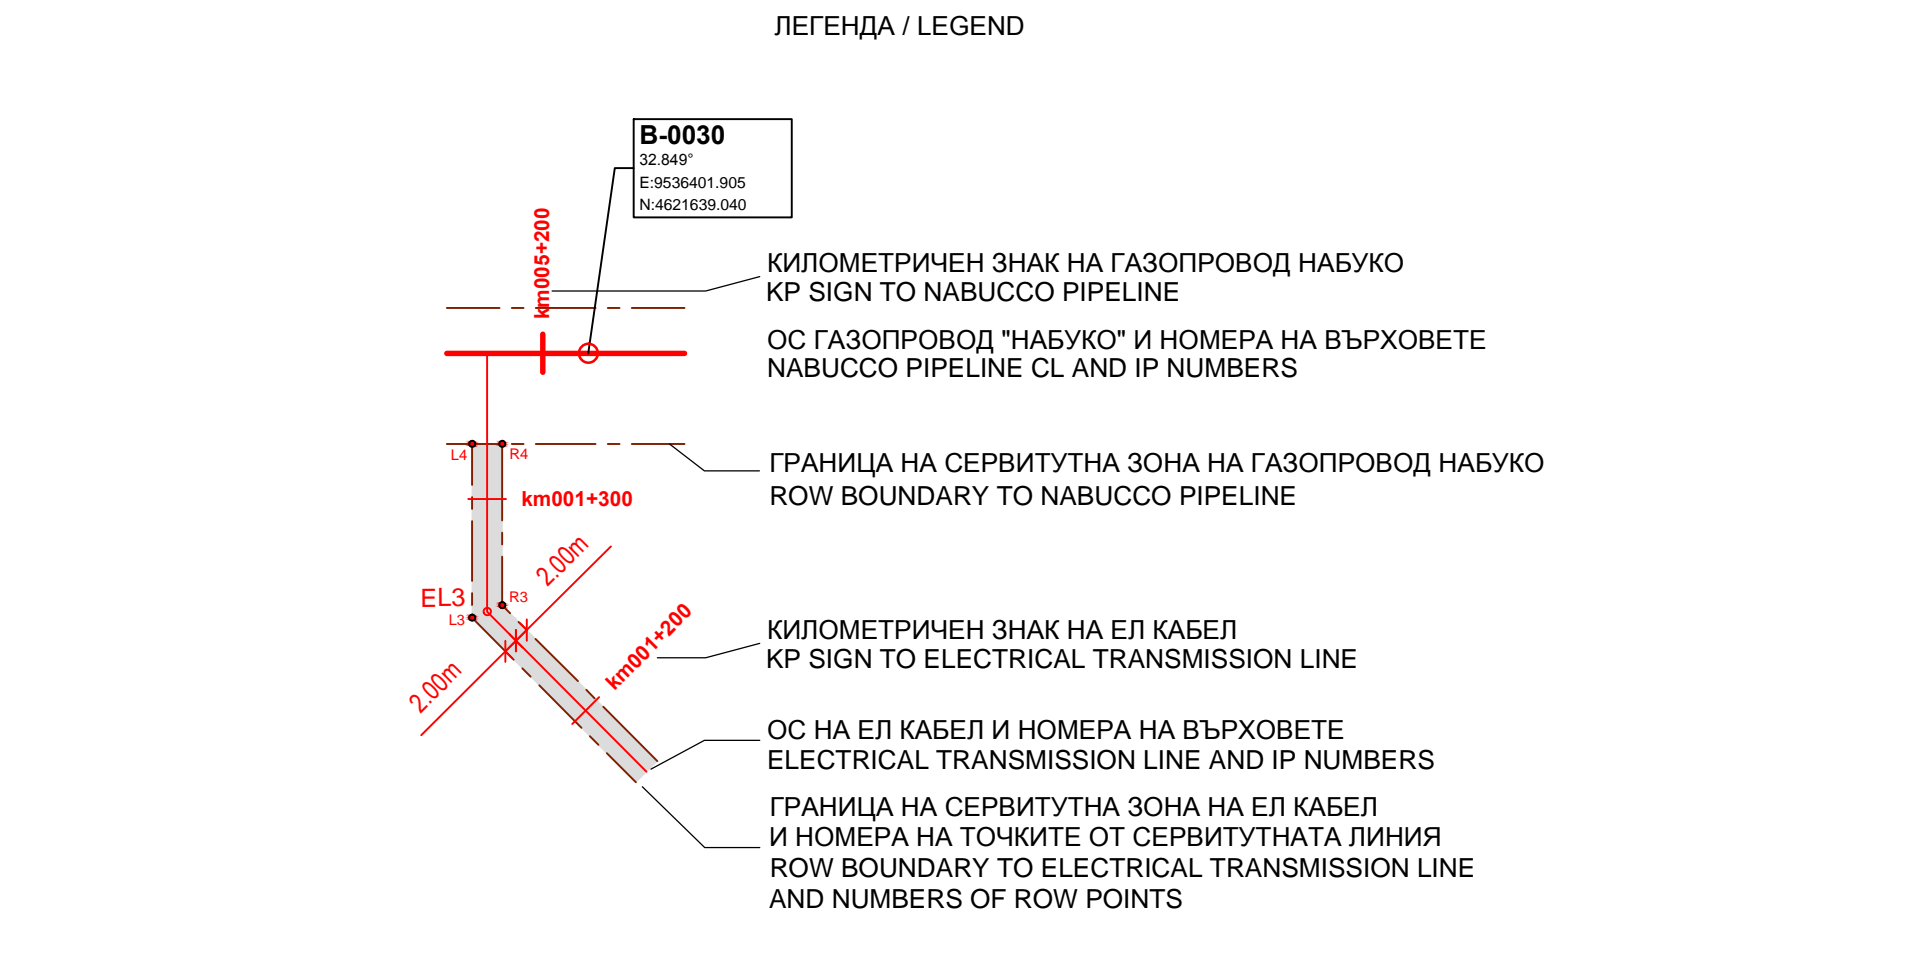 ЛЕГЕНДА / LEGEND
B-0030
32.849°
E:9536401.905
N:4621639.040
km005+200
КИЛОМЕТРИЧЕН ЗНАК НА ГАЗОПРОВОД НАБУКО
KP SIGN TO NABUCCO PIPELINE
ОС ГАЗОПРОВОД "НАБУКО" И НОМЕРА НА ВЪРХОВЕТЕ
NABUCCO PIPELINE CL AND IP NUMBERS
L4
R4
ГРАНИЦА НА СЕРВИТУТНА ЗОНА НА ГАЗОПРОВОД НАБУКО
ROW BOUNDARY TO NABUCCO PIPELINE
km001+300
2.00m
EL3
R3
L3
km001+200
2.00m
КИЛОМЕТРИЧЕН ЗНАК НА ЕЛ КАБЕЛ
KP SIGN TO ELECTRICAL TRANSMISSION LINE
ОС НА ЕЛ КАБЕЛ И НОМЕРА НА ВЪРХОВЕТЕ
ELECTRICAL TRANSMISSION LINE AND IP NUMBERS
ГРАНИЦА НА СЕРВИТУТНА ЗОНА НА ЕЛ КАБЕЛ
И НОМЕРА НА ТОЧКИТЕ ОТ СЕРВИТУТНАТА ЛИНИЯ
ROW BOUNDARY TO ELECTRICAL TRANSMISSION LINE
AND NUMBERS OF ROW POINTS